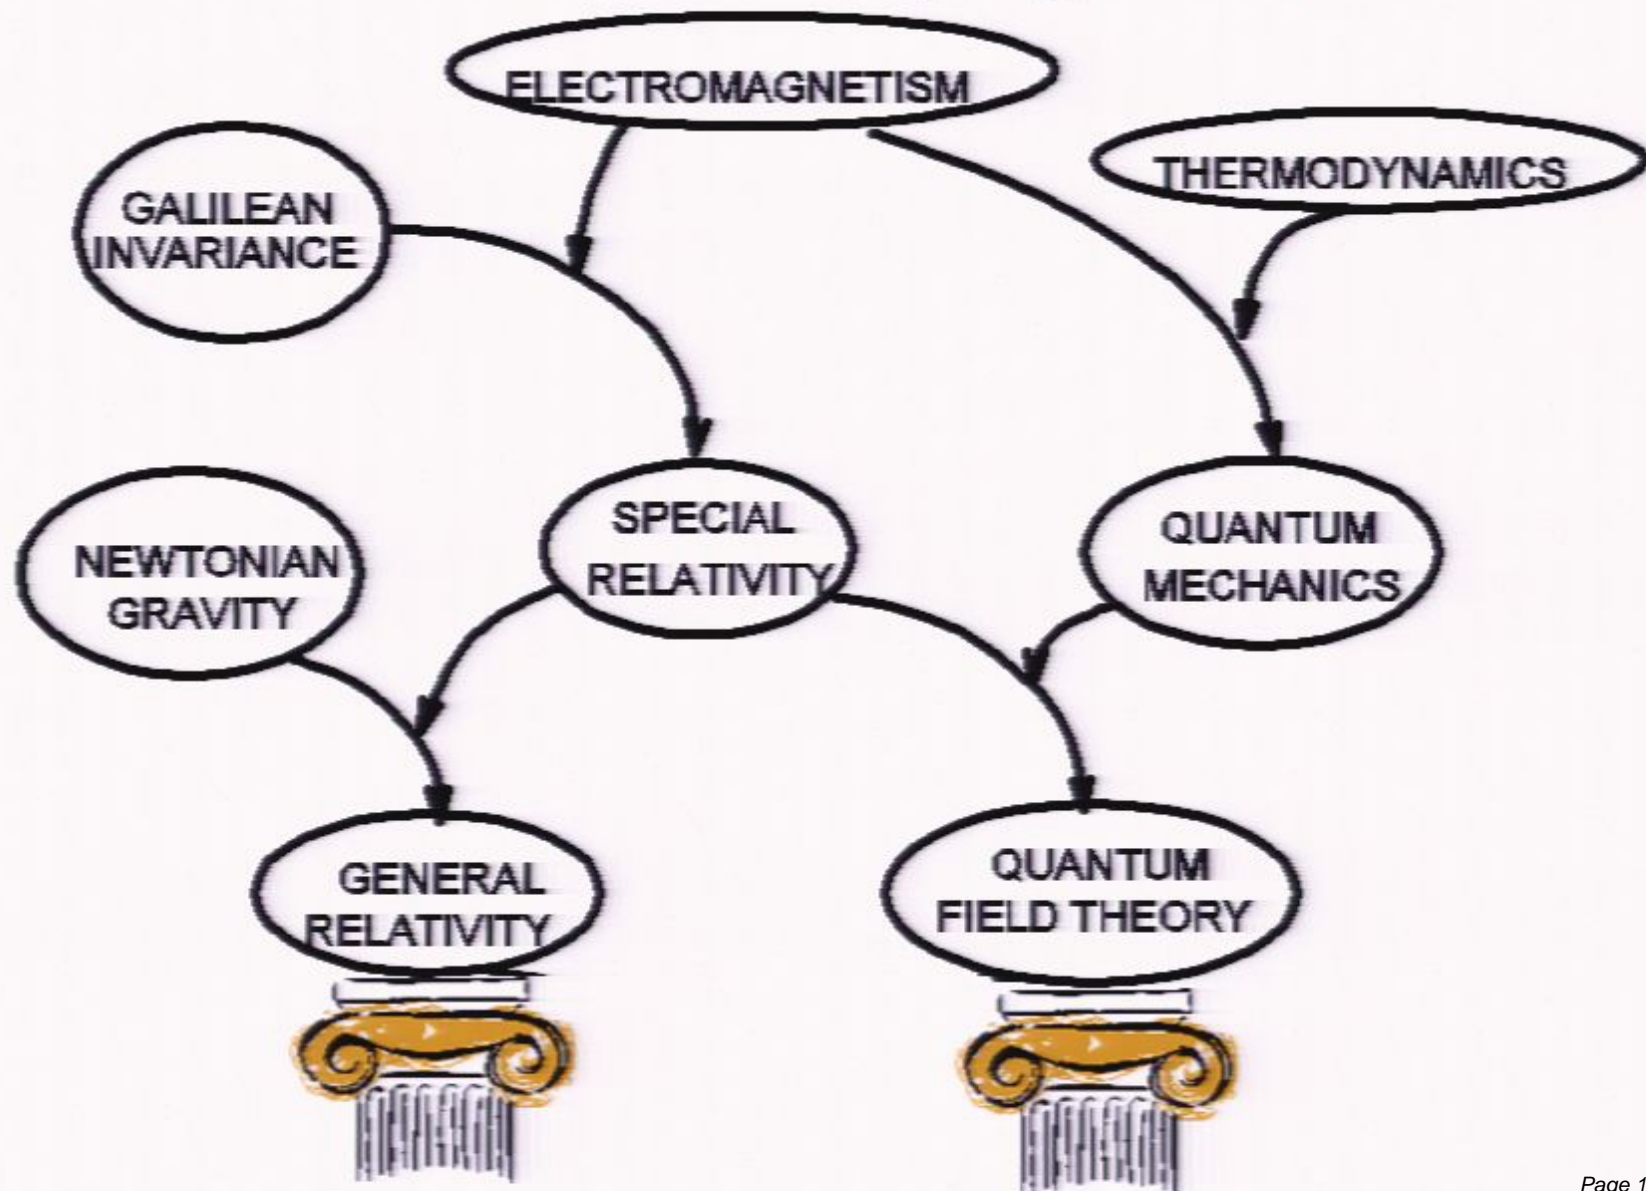 ELECTROMAGNETISM
THERMODYNAMICS
GALILEAN
INVARIANCE
SPECIAL
RELATIVITY
QUANTUM
MECHANICS
NEWTONIAN
GRAVITY
GENERAL
RELATIVITY
QUANTUM
FIELD THEORY
Page 1